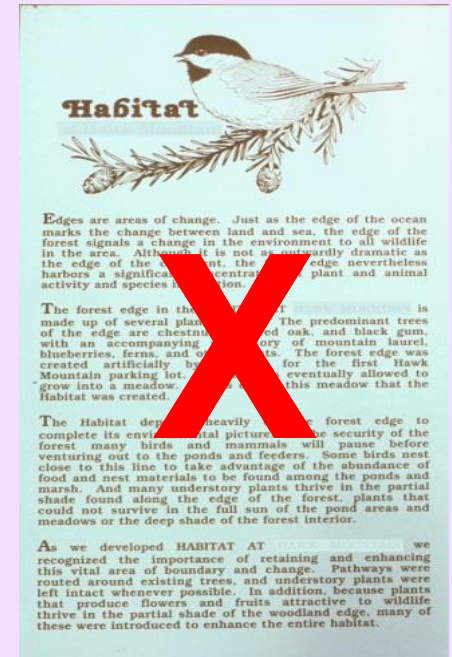 Habitat
at Hawk Mountain
Edges are areas of change. Just as the edge of the ocean
marks the change between land and sea, the edge of the
forest signals a change in the environment to all wildlife
in the area. Although it is not as outwardly dramatic as
the edge of the, the edge nevertheless
harbors a plant and animal
activity and species
The forest edge in the AT HAWK MOUNTAIN is
made up of several The predominant trees
of the edge are oak, and black gum,
with an accompanying of mountain laurel,
blueberries, ferns, and The forest edge was
created artificially for the first Hawk
Mountain parking lot. eventually allowed to
grow into a meadow. this meadow that the
Habitat was created.
The Habitat heavily forest edge to
complete its picture. the security of the
forest many birds and mammals will pause before
venturing out to the ponds and feeders. Some birds nest
close to this line to take advantage of the abundance of
food and nest materials to be found among the ponds and
marsh. And many understory plants thrive in the partial
shade found along the edge of the forest, plants that
could not survive in the full sun of the pond areas and
meadows or the deep shade of the forest interior.
As we developed HABITAT AT HAWK MOUNTAIN we
recognized the importance of retaining and enhancing
this vital area of boundary and change. Pathways were
routed around existing trees, and understory plants were
left intact whenever possible. In addition, because plants
that produce flowers and fruits attractive to wildlife
thrive in the partial shade of the woodland edge, many of
these were introduced to enhance the entire habitat.